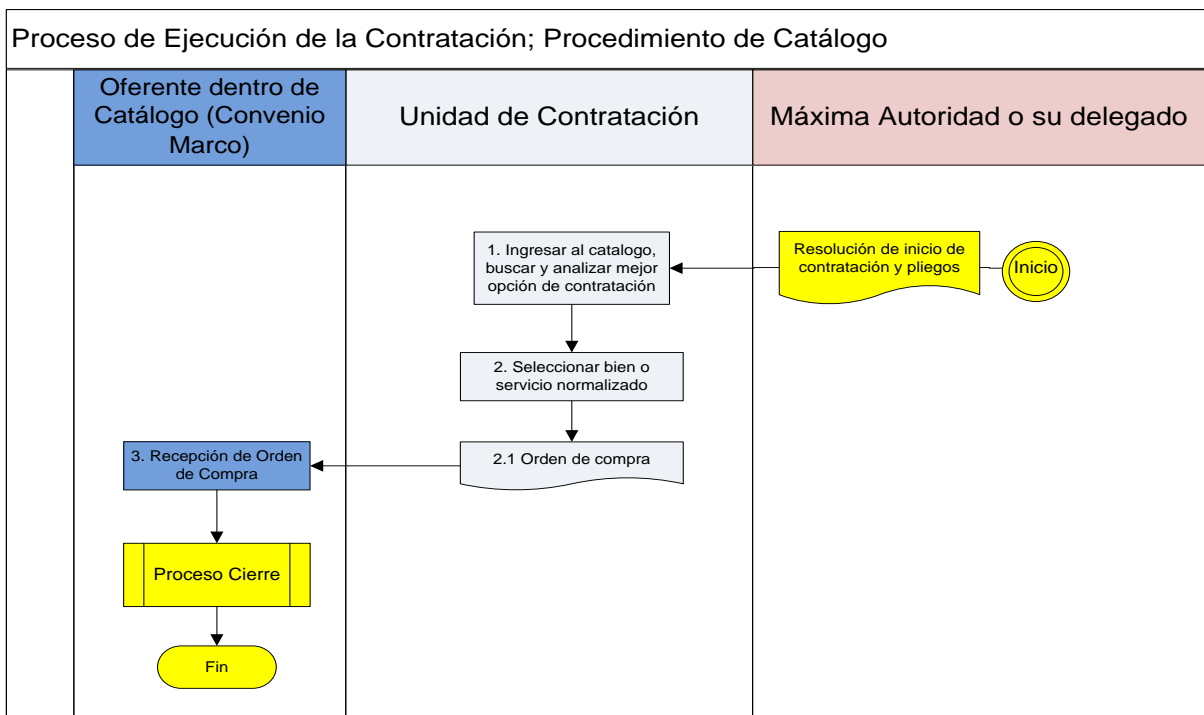 Proceso de Ejecución de la Contratación; Procedimiento de Catálogo
Oferente dentro de
Catálogo (Convenio
Marco)
Unidad de Contratación
Máxima Autoridad o su delegado
1. Ingresar al catalogo,
buscar y analizar mejor
opción de contratación
Resolución de inicio de
contratación y pliegos
Inicio
2. Seleccionar bien o
servicio normalizado
3. Recepción de Orden
de Compra
2.1 Orden de compra
Proceso Cierre
Fin